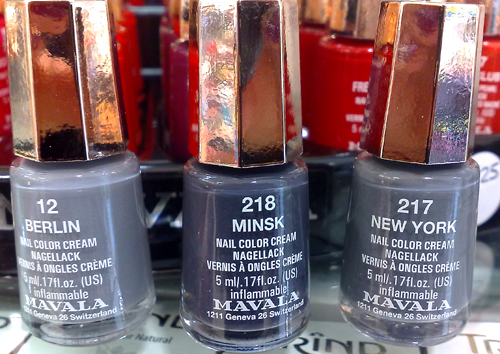 12
BERLIN
NAIL COLOR CREAM
NAGELLACK
VERNIS À ONGLES CRÈME
5 ml/.17fl.oz. (US)
inflammable
MAVALA
1211 Geneva 26 Switzerland
218
MINSK
NAIL COLOR CREAM
NAGELLACK
VERNIS À ONGLES CRÈME
5 ml/.17fl.oz. (US)
inflammable
MAVALA
1211 Geneva 26 Switzerland
217
NEW YORK
NAIL COLOR CREAM
NAGELLACK
VERNIS À ONGLES CRÈME
5 ml/.17fl.oz. (US)
inflammable
MAVALA
1211 Geneva 26 Switzerland
Natural